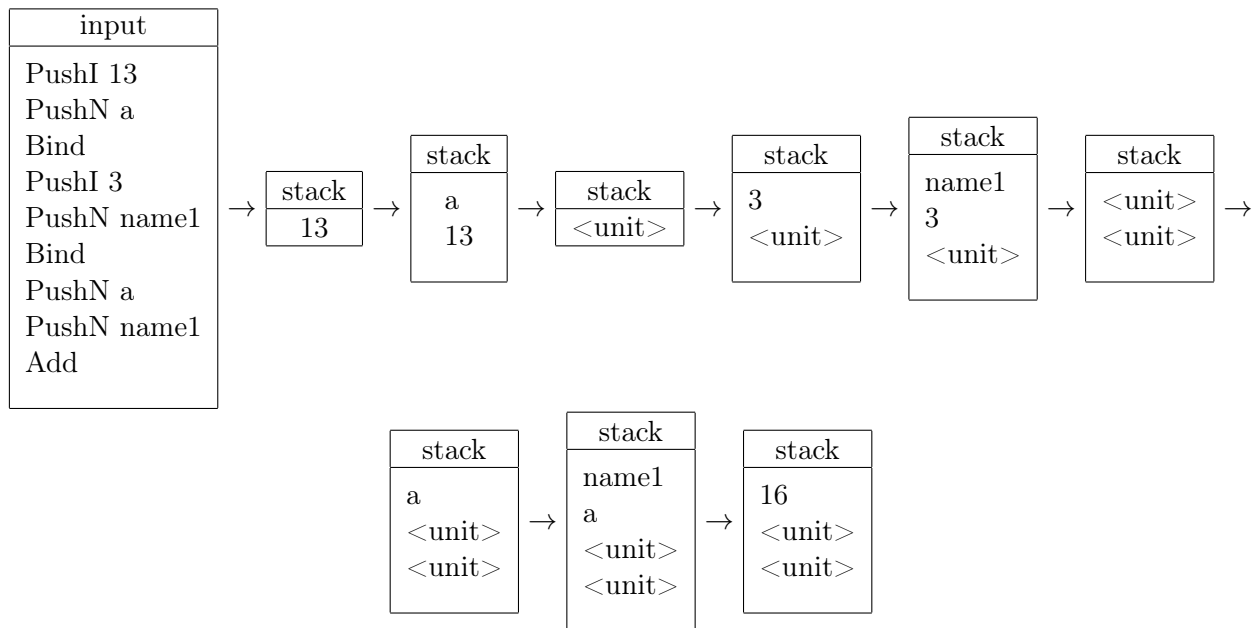 input
PushI 13
PushN a
Bind
PushI 3
PushN name1
Bind
PushN a
PushN name1
Add
→
stack
13
→
stack
a
13
→
stack
<unit>
→
stack
3
<unit>
→
stack
name1
3
<unit>
→
stack
<unit>
<unit>
→
stack
a
<unit>
<unit>
→
stack
name1
a
<unit>
<unit>
→
stack
16
<unit>
<unit>